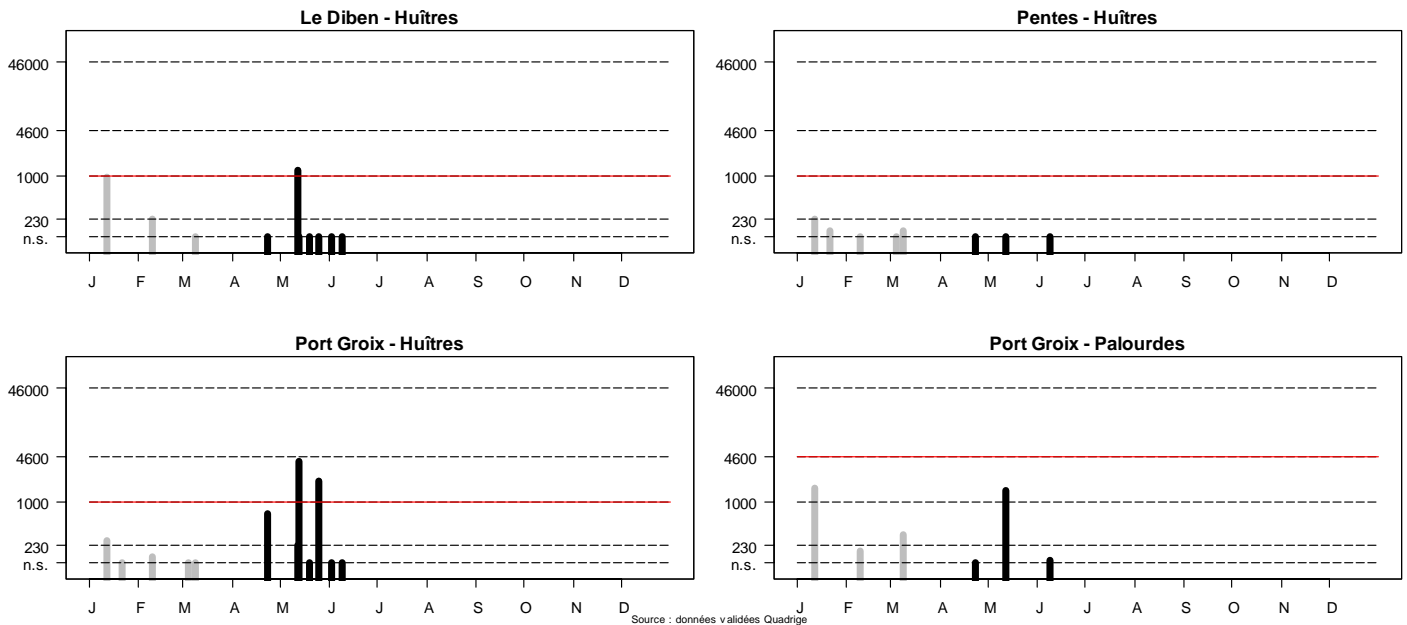 Le Diben - Huîtres
46000
4600
1000
230
n.s.
J F M A M J J A S O N D
Pentes - Huîtres
46000
4600
1000
230
n.s.
J F M A M J J A S O N D
Port Groix - Huîtres
46000
4600
1000
230
n.s.
J F M A M J J A S O N D
Port Groix - Palourdes
46000
4600
1000
230
n.s.
J F M A M J J A S O N D
Source : données validées Quadrige